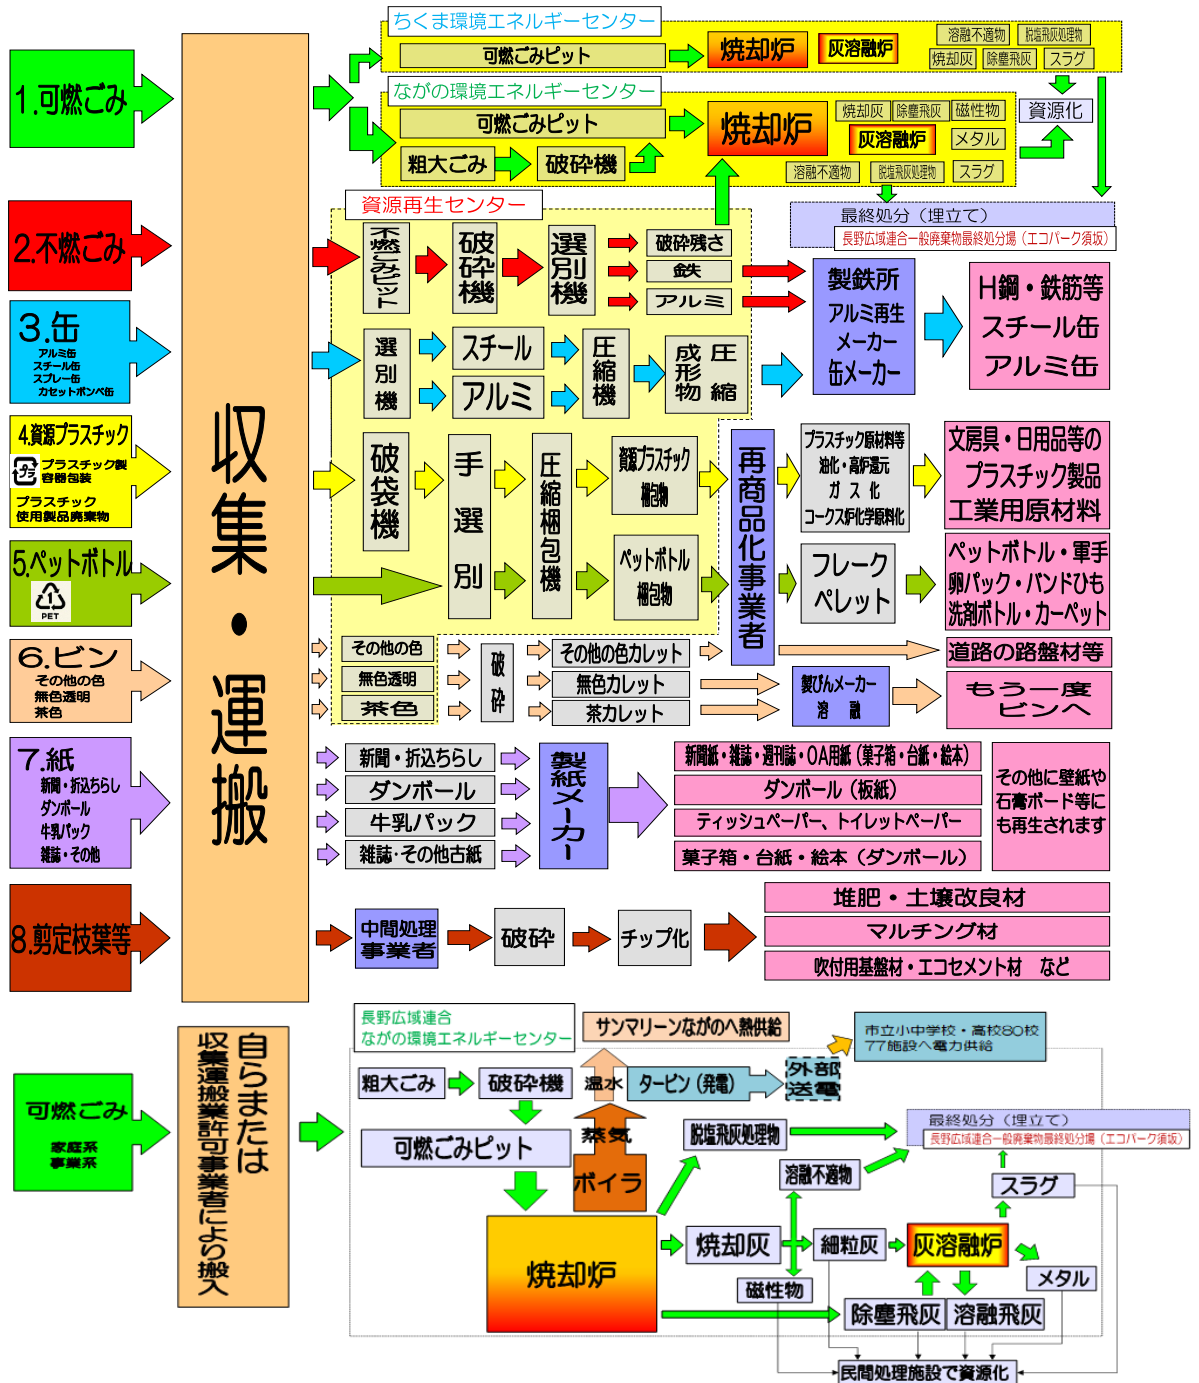 ちくま環境エネルギーセンター
可燃ごみピット
焼却炉
灰溶融炉
溶融不適物
脱塩飛灰処理物
焼却灰
除塵飛灰
スラグ
1.可燃ごみ
ながの環境エネルギーセンター
可燃ごみピット
粗大ごみ
破砕機
焼却炉
焼却灰
除塵飛灰
磁性物
灰溶融炉
メタル
溶融不適物
脱塩飛灰処理物
スラグ
資源化
最終処分（埋立て）
長野広域連合一般廃棄物最終処分場（エコパーク須坂）
収集・運搬
2.不燃ごみ
資源再生センター
不燃ごみピット
破砕機
選別機
破砕残さ
鉄
アルミ
製鉄所
アルミ再生
メーカー
缶メーカー
H鋼・鉄筋等
スチール缶
アルミ缶
3.缶
アルミ缶
スチール缶
スプレー缶
カセットボンベ缶
選別機
スチール
アルミ
圧縮機
圧縮
成形物
4.資源プラスチック
プラ
プラスチック製
容器包装
プラスチック
使用製品廃棄物
破袋機
手選別
圧縮梱包機
資源プラスチック
梱包物
再商品化事業者
プラスチック原材料等
油化・高炉還元
ガス化
コークス炉化学原料化
文房具・日用品等の
プラスチック製品
工業用原材料
5.ペットボトル
1
PET
ペットボトル
梱包物
フレーク
ペレット
ペットボトル・軍手
卵パック・バンドひも
洗剤ボトル・カーペット
6.ビン
その他の色
無色透明
茶色
その他の色
無色透明
茶色
破砕
その他の色カレット
無色カレット
茶カレット
製びんメーカー
溶融
道路の路盤材等
もう一度
ビンへ
7.紙
新聞・折込ちらし
ダンボール
牛乳パック
雑誌・その他
新聞・折込ちらし
ダンボール
牛乳パック
雑誌・その他古紙
製紙メーカー
新聞紙・雑誌・週刊誌・OA用紙（菓子箱・台紙・絵本）
ダンボール（板紙）
ティッシュペーパー、トイレットペーパー
菓子箱・台紙・絵本（ダンボール）
その他に壁紙や
石膏ボード等に
も再生されます
8.剪定枝葉等
中間処理
事業者
破砕
チップ化
堆肥・土壌改良材
マルチング材
吹付用基盤材・エコセメント材　など
可燃ごみ
家庭系
事業系
自らまたは
収集運搬業許可事業者により搬入
長野広域連合
ながの環境エネルギーセンター
サンマリーンながのへ熱供給
市立小中学校・高校80校
77施設へ電力供給
粗大ごみ
破砕機
温水
タービン（発電）
外部
送電
可燃ごみピット
蒸気
ボイラ
脱塩飛灰処理物
最終処分（埋立て）
長野広域連合一般廃棄物最終処分場（エコパーク須坂）
溶融不適物
スラグ
焼却炉
焼却灰
細粒灰
灰溶融炉
メタル
磁性物
除塵飛灰
溶融飛灰
民間処理施設で資源化